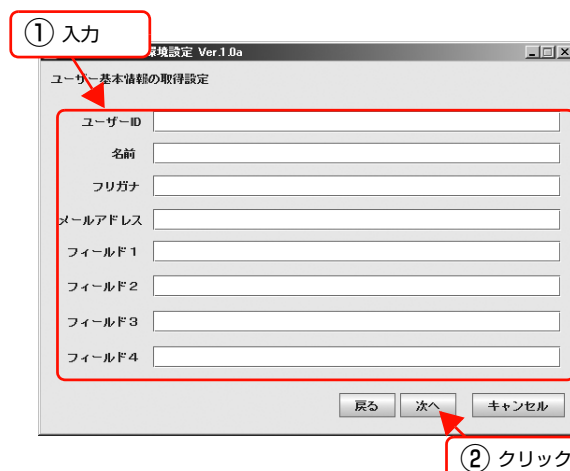 ① 入力
環境設定 Ver.1.0a
ユーザー基本情報の取得設定
ユーザーID
名前
フリガナ
メールアドレス
フィールド1
フィールド2
フィールド3
フィールド4
戻る 次へ キャンセル
② クリック